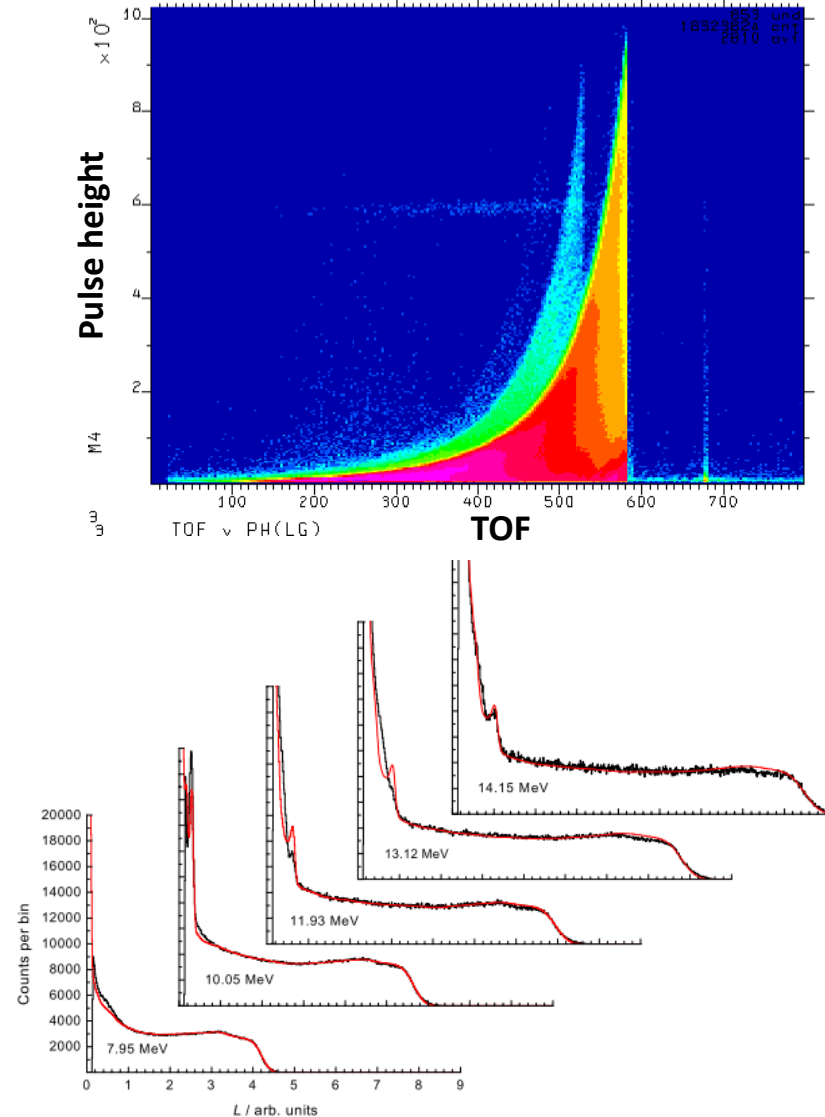 ×10²
10
8
6
4
2
Pulse height
100 200 300 400 500 600 700
TOF v PH(LG)
TOF
M4
14.15 MeV
13.12 MeV
11.93 MeV
10.05 MeV
7.95 MeV
20000
18000
16000
14000
12000
10000
8000
6000
4000
2000
Counts per bin
0 1 2 3 4 5 6 7 8 9
L / arb. units